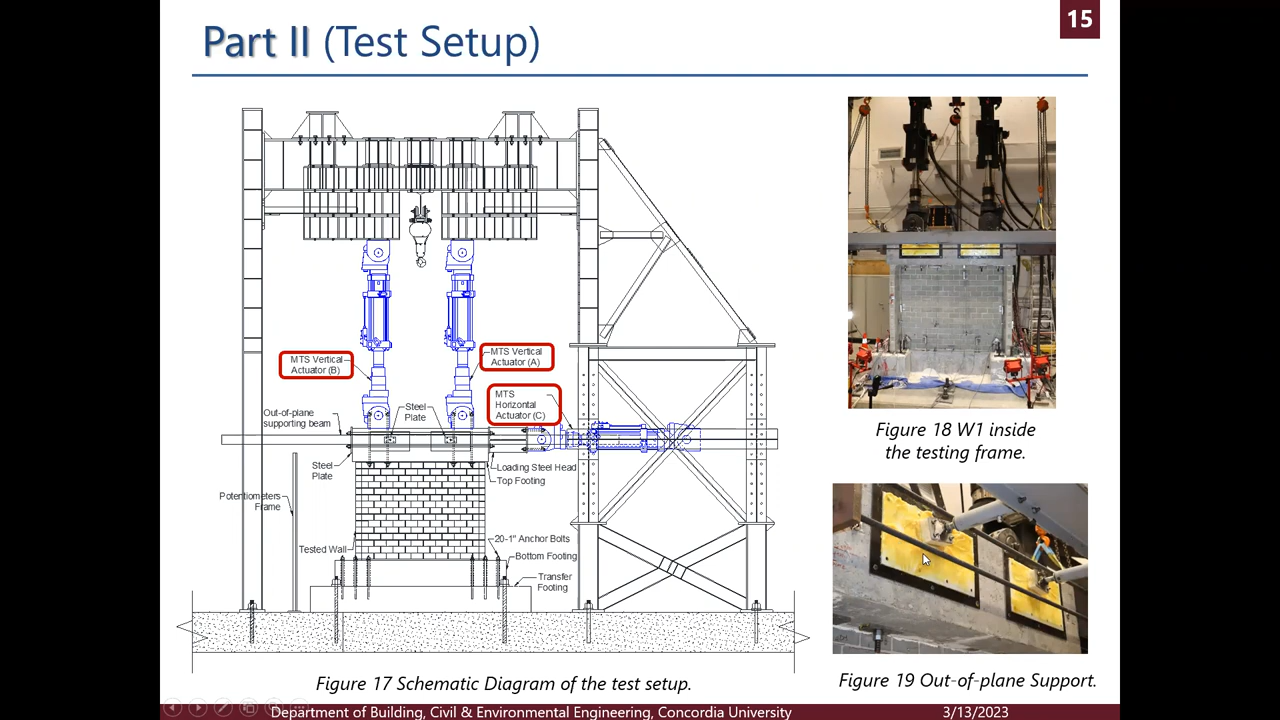 15
Part II (Test Setup)
MTS Vertical
Actuator (B)
MTS Vertical
Actuator (A)
MTS
Horizontal
Actuator (C)
Out-of-plane
supporting beam
Steel
Plate
Steel
Plate
Loading Steel Head
Top Footing
Potentiometers
Frame
Tested Wall
20-1" Anchor Bolts
Bottom Footing
Transfer
Footing
Figure 17 Schematic Diagram of the test setup.
Figure 18 W1 inside
the testing frame.
Figure 19 Out-of-plane Support.
Department of Building, Civil & Environmental Engineering, Concordia University
3/13/2023